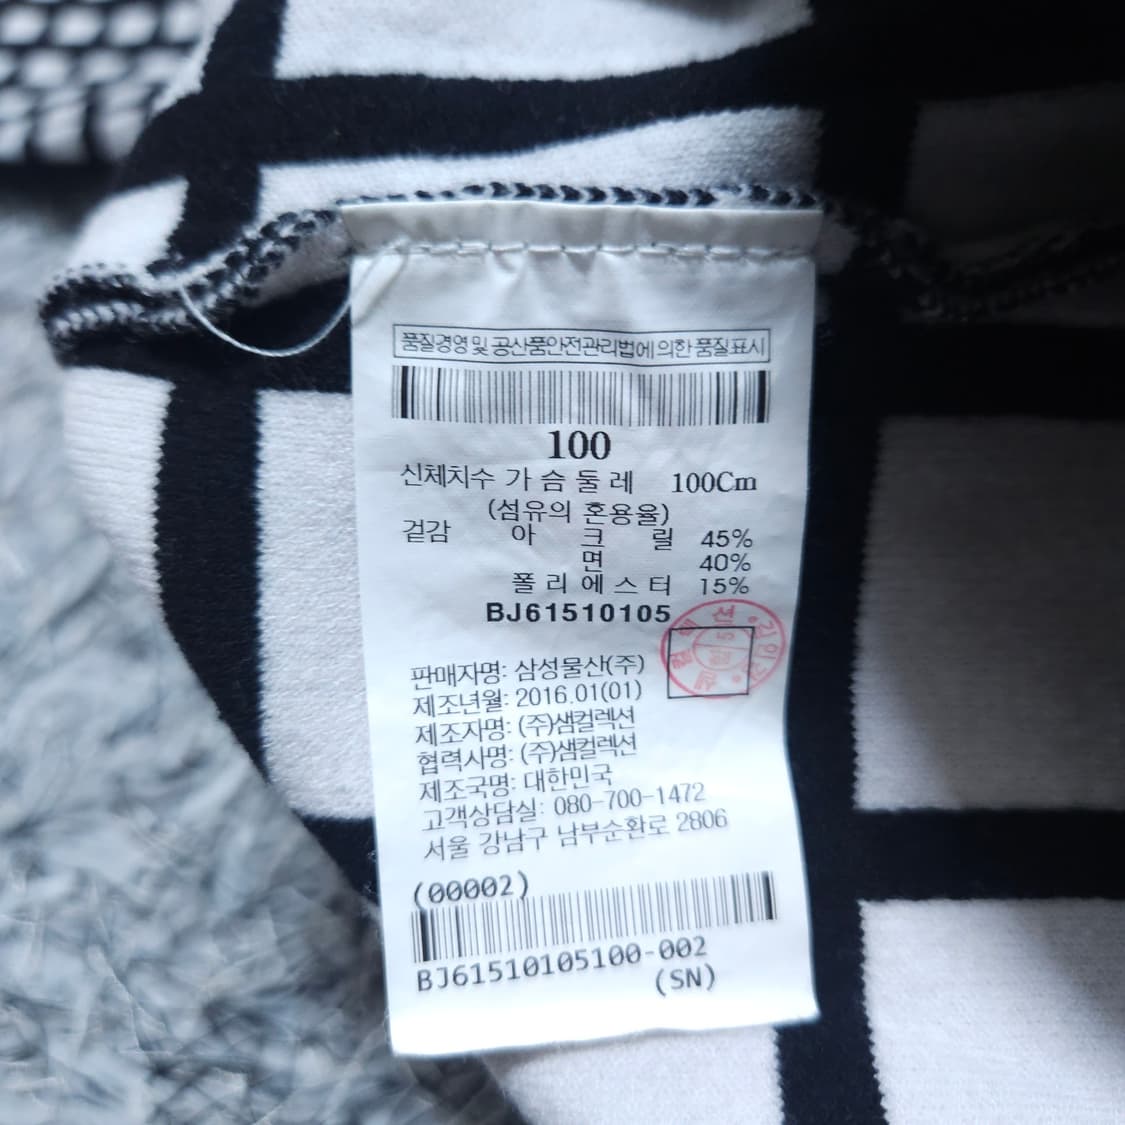 품질경영 및 공산품안전관리법에 의한 품질표시
100
신체치수 가 슴 둘 레 100Cm
(섬유의 혼용율)
겉감 아 크 릴 45%
면 40%
폴 리 에 스 터 15%
BJ61510105
판매자명: 삼성물산(주)
제조년월: 2016.01(01)
제조자명: (주)샘컬렉션
협력사명: (주)샘컬렉션
제조국명: 대한민국
고객상담실: 080-700-1472
서울 강남구 남부순환로 2806
(00002)
BJ61510105100-002
(SN)